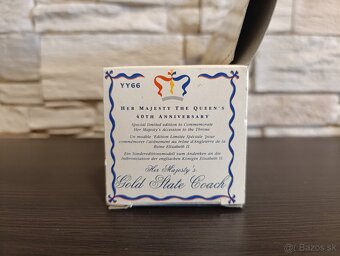 YY66
HER MAJESTY THE QUEEN'S
40TH ANNIVERSARY
Special limited edition to Commemorate
Her Majesty's Accession to the Throne
Un modèle 'Edition Limitée Spéciale' pour
commémorer l'avènement au trône d'Angleterre de la
Reine Elizabeth II.
Ein Sondereditionsmodell zum Andenken an die
Inthronisation der englischen Königin Elizabeth II.
Her Majesty's
Gold State Coach
Bazos.sk